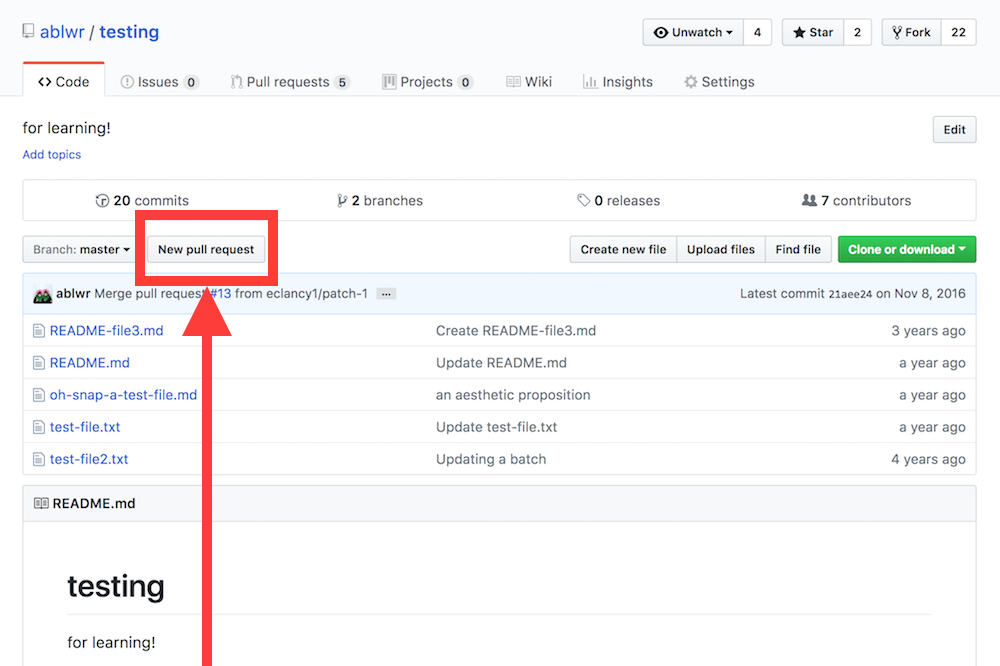 ablwr / testing Unwatch 4 Star 2 Fork 22
Code Issues 0 Pull requests 5 Projects 0 Wiki Insights Settings
for learning! Edit
Add topics
20 commits 2 branches 0 releases 7 contributors
Branch: master New pull request Create new file Upload files Find file Clone or download
ablwr Merge pull request #13 from eclancy1/patch-1 ... Latest commit 21aee24 on Nov 8, 2016
README-file3.md Create README-file3.md 3 years ago
README.md Update README.md a year ago
oh-snap-a-test-file.md an aesthetic proposition a year ago
test-file.txt Update test-file.txt a year ago
test-file2.txt Updating a batch 4 years ago
README.md
testing
for learning!